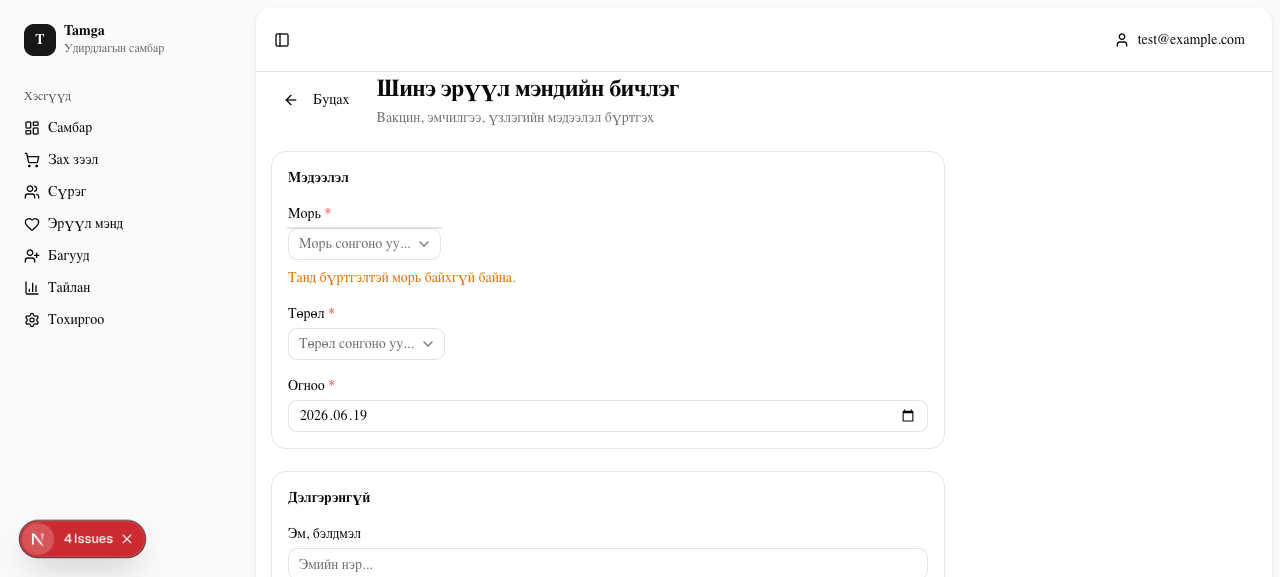 T
Tamga
Удирдлагын самбар
Хэсгүүд
Самбар
Зах зээл
Сүрэг
Эрүүл мэнд
Багууд
Тайлан
Тохиргоо
4 Issues
test@example.com
Буцах
Шинэ эрүүл мэндийн бичлэг
Вакцин, эмчилгээ, үзлэгийн мэдээлэл бүртгэх
Мэдээлэл
Морь *
Морь сонгоно уу...
Танд бүртгэлтэй морь байхгүй байна.
Төрөл *
Төрөл сонгоно уу...
Огноо *
2026.06.19
Дэлгэрэнгүй
Эм, бэлдмэл
Эмийн нэр...